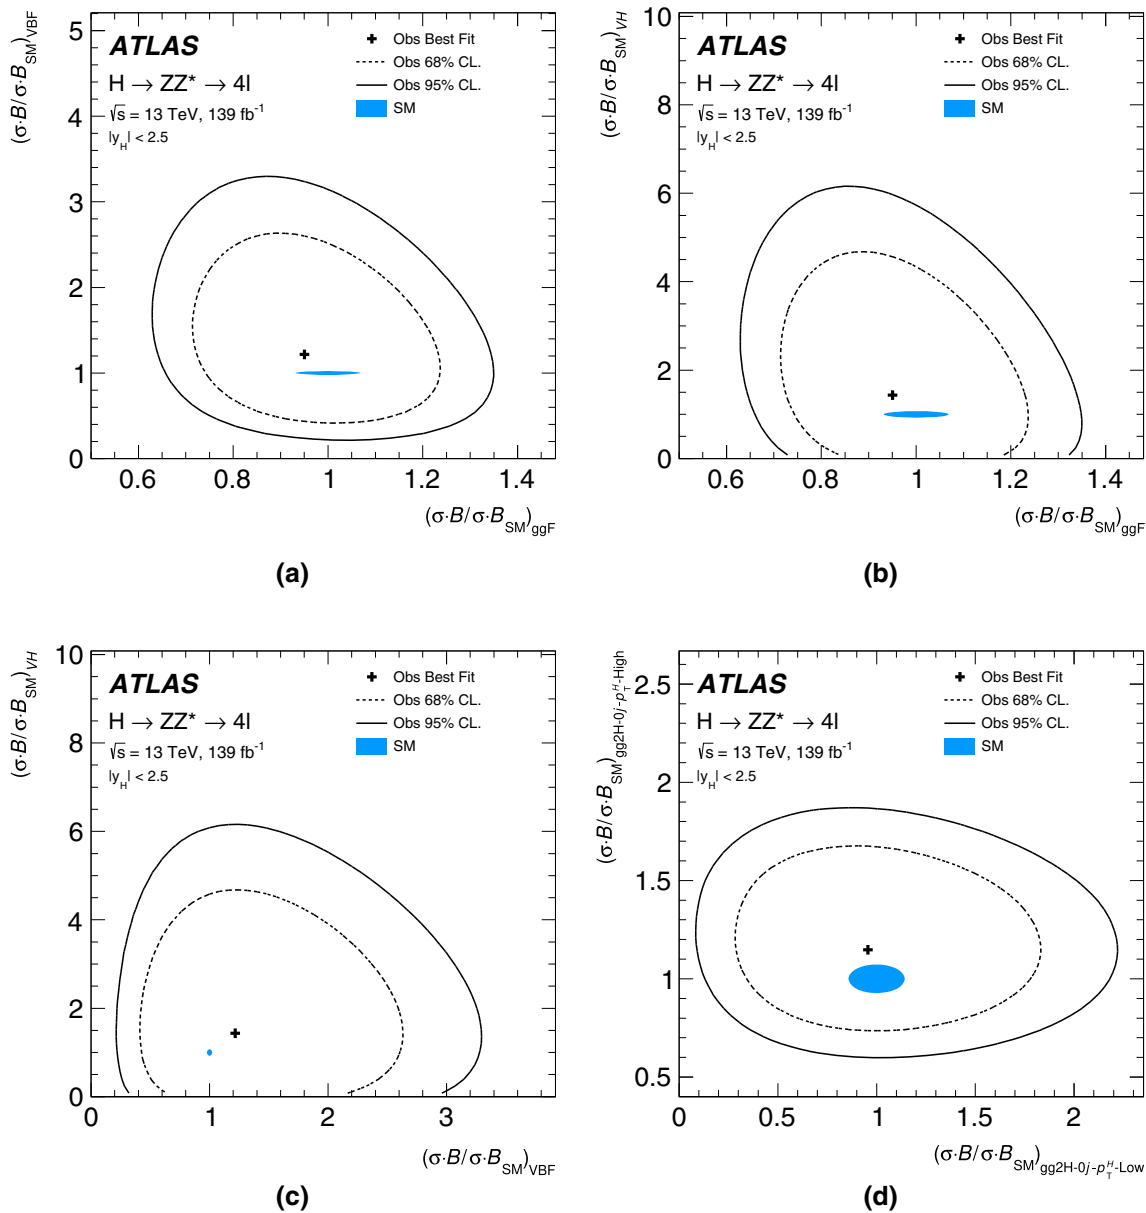 (σ·B/σ·B_SM)_VBF
5
4
3
2
1
0
ATLAS
H → ZZ* → 4l
√s = 13 TeV, 139 fb⁻¹
|y_H| < 2.5
Obs Best Fit
Obs 68% CL.
Obs 95% CL.
SM
0.6 0.8 1 1.2 1.4
(σ·B/σ·B_SM)_ggF
(a)
(σ·B/σ·B_SM)_VH
10
8
6
4
2
0
ATLAS
H → ZZ* → 4l
√s = 13 TeV, 139 fb⁻¹
|y_H| < 2.5
Obs Best Fit
Obs 68% CL.
Obs 95% CL.
SM
0.6 0.8 1 1.2 1.4
(σ·B/σ·B_SM)_ggF
(b)
(σ·B/σ·B_SM)_VH
10
8
6
4
2
0
ATLAS
H → ZZ* → 4l
√s = 13 TeV, 139 fb⁻¹
|y_H| < 2.5
Obs Best Fit
Obs 68% CL.
Obs 95% CL.
SM
0 1 2 3
(σ·B/σ·B_SM)_VBF
(c)
(σ·B/σ·B_SM)_gg2H-0j-p_T^H-High
2.5
2
1.5
1
0.5
ATLAS
H → ZZ* → 4l
√s = 13 TeV, 139 fb⁻¹
|y_H| < 2.5
Obs Best Fit
Obs 68% CL.
Obs 95% CL.
SM
0 0.5 1 1.5 2
(σ·B/σ·B_SM)_gg2H-0j-p_T^H-Low
(d)